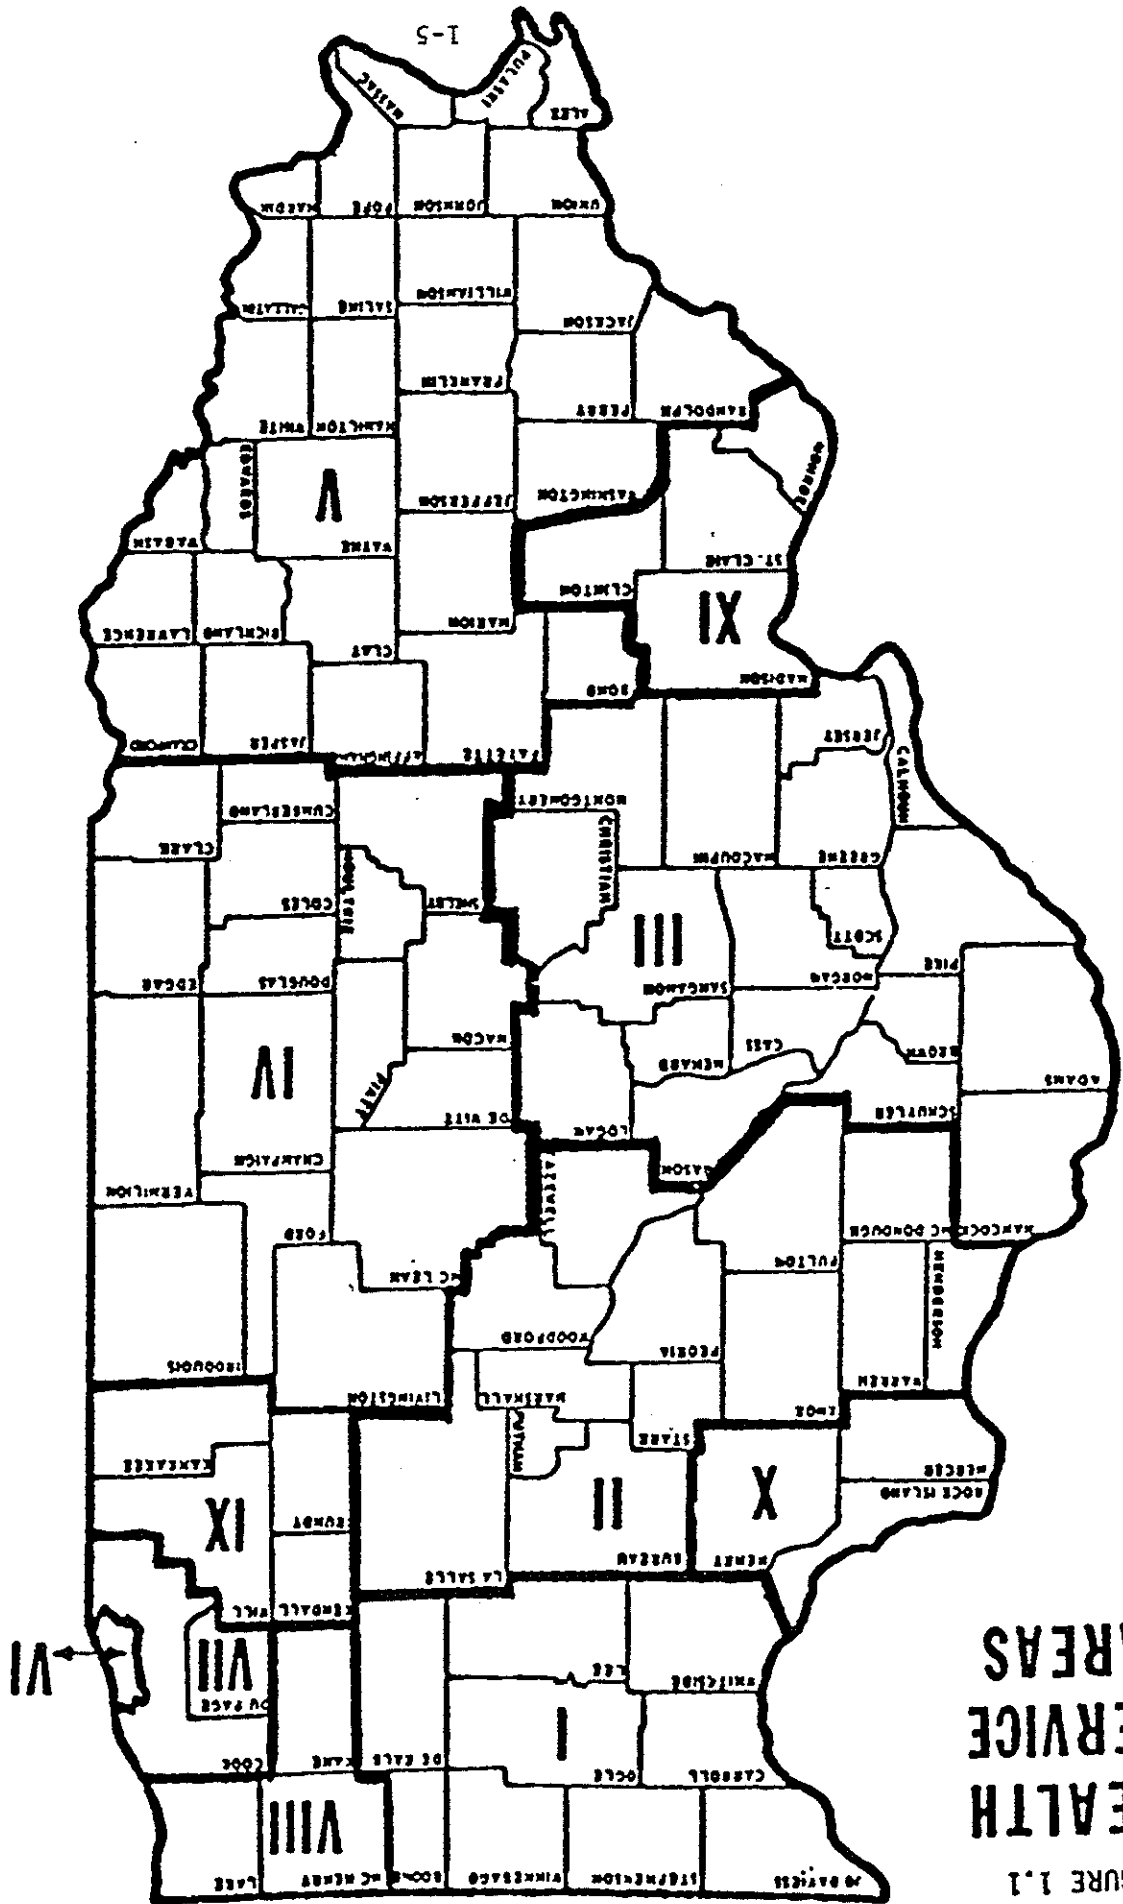 GURE 1.1
EALTH
ERVICE
AREAS
JO DAVIESS
STEPHENSON
WINNEBAGO
BOONE
MC HENRY
LAKE
VIII
CARROLL
OGLE
DE KALB
KANE
COOK
I
DU PAGE
VII
VI
WHITESIDE
LEE
KENDALL
WILL
HENRY
BUREAU
LA SALLE
GRUNDY
IX
X
II
ROCK ISLAND
MERCER
KANKAKEE
STARK
PUTNAM
KNOX
MARSHALL
LIVINGSTON
WARREN
HENDERSON
PEORIA
WOODFORD
IROQUOIS
FULTON
MC LEAN
HANCOCK
MC DONOUGH
TAZEWELL
FORD
VERMILION
MASON
CHAMPAIGN
SCHUYLER
LOGAN
DE WITT
ADAMS
BROWN
CASS
MENARD
PIATT
IV
MACON
PIKE
MORGAN
SANGAMON
DOUGLAS
EDGAR
SCOTT
III
SHELBY
MOULTRIE
COLES
GREENE
MACOUPIN
CHRISTIAN
CLARK
CALHOUN
MONTGOMERY
CUMBERLAND
JERSEY
FAYETTE
EFFINGHAM
JASPER
CRAWFORD
MADISON
BOND
XI
CLAY
RICHLAND
LAWRENCE
MARION
CLINTON
ST. CLAIR
WAYNE
WABASH
MONROE
WASHINGTON
JEFFERSON
V
EDWARDS
RANDOLPH
PERRY
HAMILTON
WHITE
FRANKLIN
JACKSON
WILLIAMSON
SALINE
GALLATIN
UNION
JOHNSON
POPE
HARDIN
ALEX
PULASKI
MASSAC
1-5